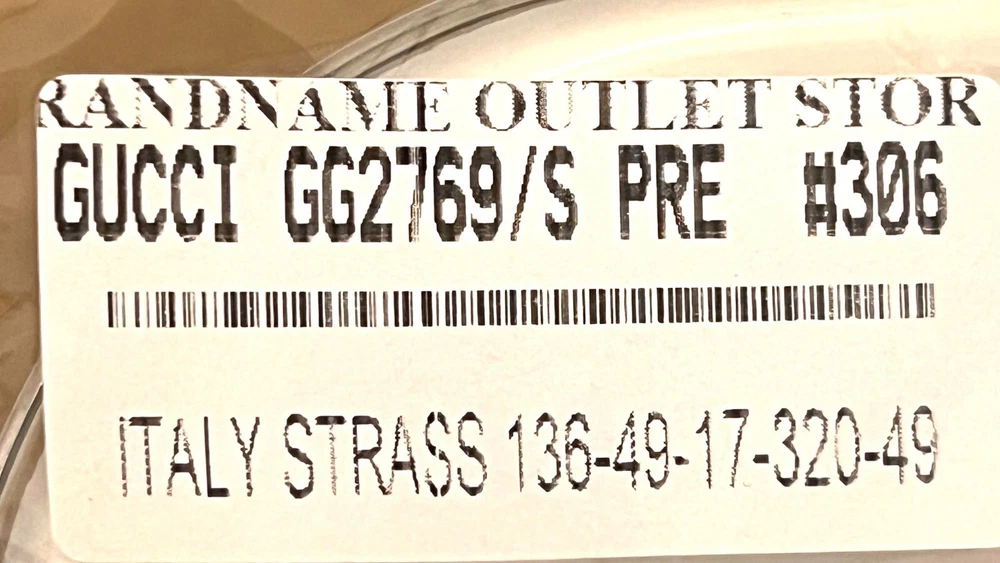 RANDNAME OUTLET STOR
GUCCI GG2769/S PRE #306
ITALY STRASS 136-49-17-320-49